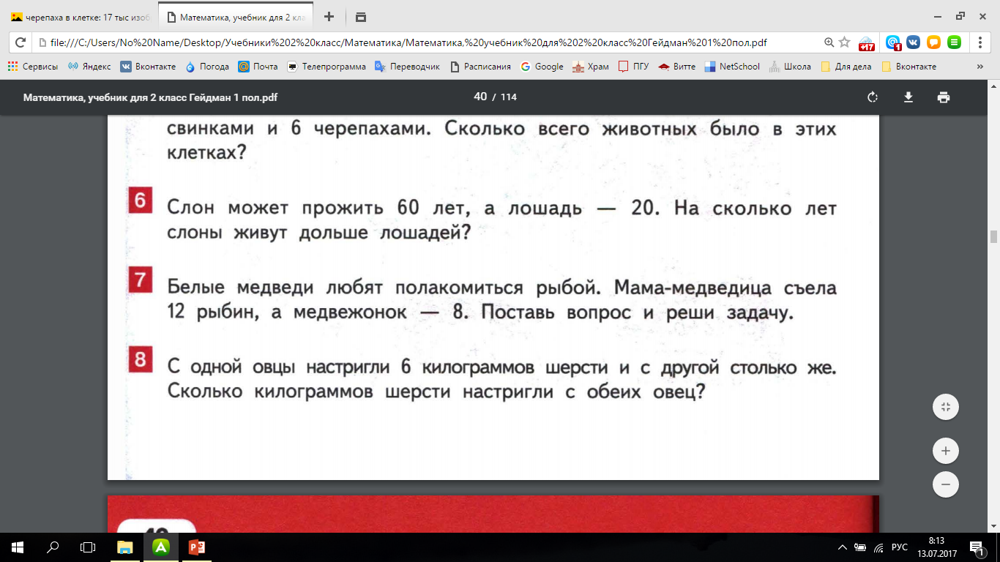 черепаха в клетке: 17 тыс изоб
Математика, учебник для 2 кла
file:///C:/Users/No%20Name/Desktop/Учебники%202%20класс/Математика/Математика,%20учебник%20для%202%20класс%20Гейдман%201%20пол.pdf
+17
1
Сервисы Яндекс Вконтакте Погода Почта Телепрограмма Переводчик Расписания Google Храм ПГУ Витте NetSchool Школа Для дела Вконтакте »
Математика, учебник для 2 класс Гейдман 1 пол.pdf
40 / 114
свинками и 6 черепахами. Сколько всего животных было в этих
клетках?
6
Слон может прожить 60 лет, а лошадь — 20. На сколько лет
слоны живут дольше лошадей?
7
Белые медведи любят полакомиться рыбой. Мама-медведица съела
12 рыбин, а медвежонок — 8. Поставь вопрос и реши задачу.
8
С одной овцы настригли 6 килограммов шерсти и с другой столько же.
Сколько килограммов шерсти настригли с обеих овец?
РУС
8:13
13.07.2017
1